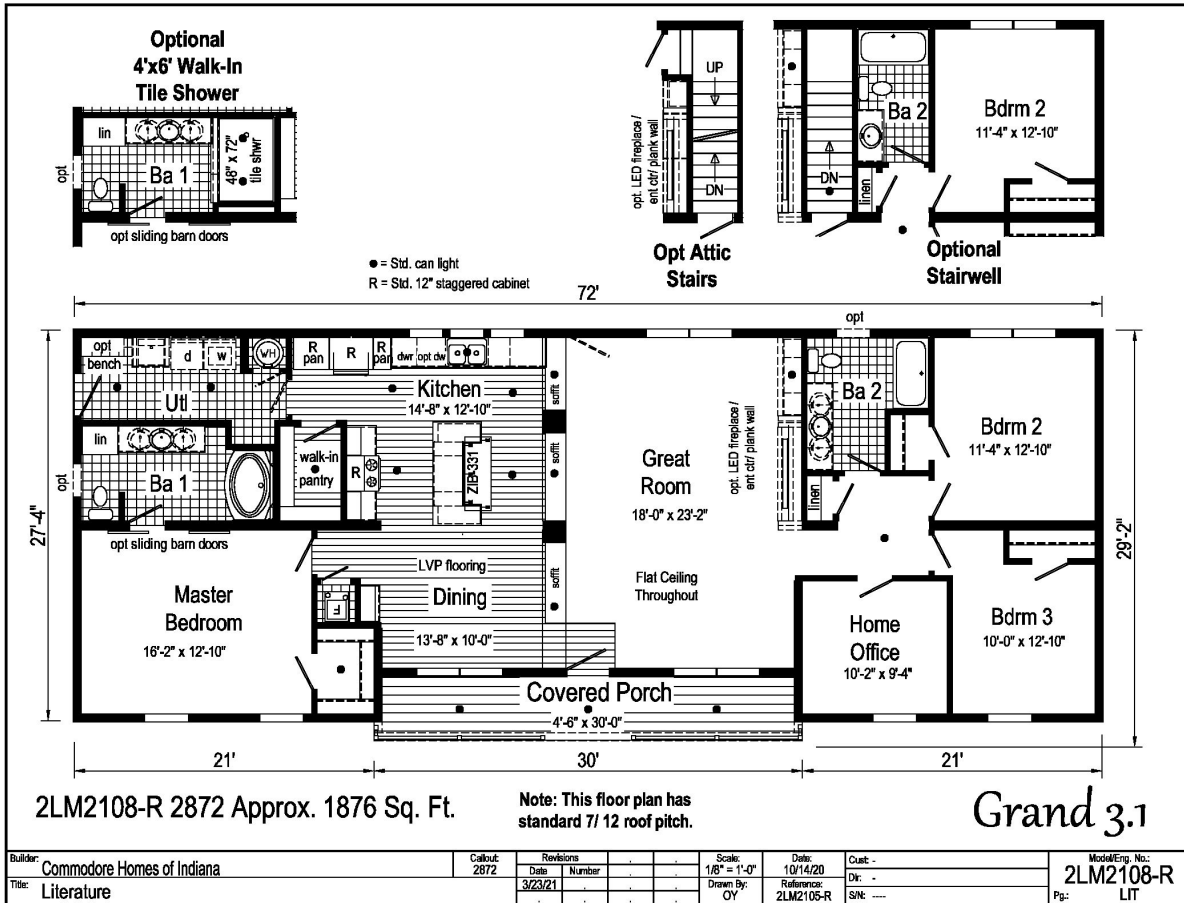 Optional
4'x6' Walk-In
Tile Shower
lin
48" x 72"
tile shwr
Ba 1
opt
opt sliding barn doors
UP
DN
opt. LED fireplace /
ent ctr/ plank wall
Opt Attic
Stairs
DN
linen
Ba 2
Bdrm 2
11'-4" x 12'-10"
Optional
Stairwell
● = Std. can light
R = Std. 12" staggered cabinet
72'
27'-4"
29'-2"
opt
bench
d
w
WH
Utl
R
pan
R
R
pan
dwr
opt dw
Kitchen
14'-8" x 12'-10"
soffit
soffit
soffit
lin
Ba 1
opt
opt sliding barn doors
walk-in
pantry
R
ZIB-331
Great
Room
18'-0" x 23'-2"
Flat Ceiling
Throughout
opt. LED fireplace /
ent ctr/ plank wall
opt
Ba 2
linen
Bdrm 2
11'-4" x 12'-10"
Master
Bedroom
16'-2" x 12'-10"
LVP flooring
Dining
13'-8" x 10'-0"
Home
Office
10'-2" x 9'-4"
Bdrm 3
10'-0" x 12'-10"
Covered Porch
4'-6" x 30'-0"
21'
30'
21'
2LM2108-R 2872 Approx. 1876 Sq. Ft.
Note: This floor plan has
standard 7/ 12 roof pitch.
Grand 3.1
Builder: Commodore Homes of Indiana
Title: Literature
Callout:
2872
Revisions
Date Number
3/23/21
Scale:
1/8" = 1'-0"
Drawn By:
OY
Date:
10/14/20
Reference:
2LM2105-R
Cust: -
Dir: -
S/N: ----
Model/Eng. No.:
2LM2108-R
Pg.: LIT